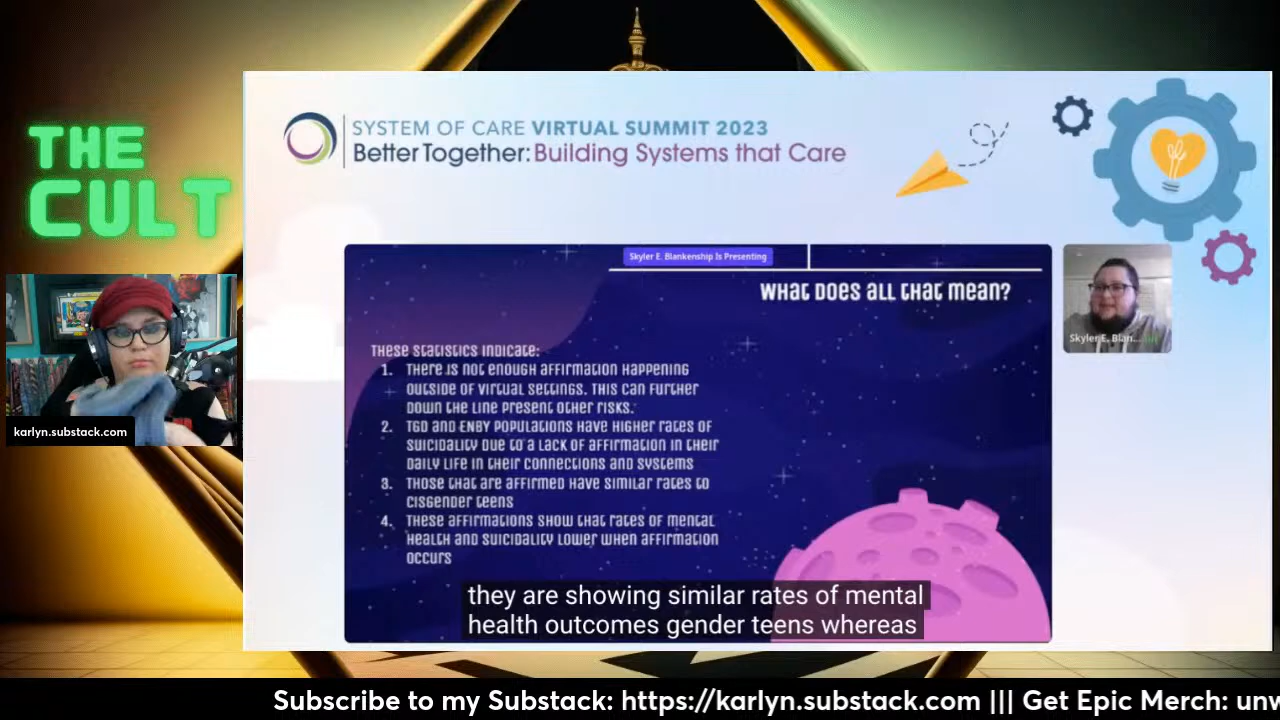 THE
CULT
karlyn.substack.com
SYSTEM OF CARE VIRTUAL SUMMIT 2023
Better Together: Building Systems that Care
Skyler E. Blankenship Is Presenting
What does all that mean?
These statistics indicate:
1. There is not enough affirmation happening
outside of virtual settings. This can further
down the line present other risks.
2. TGD and ENBY populations have higher rates of
suicidality due to a lack of affirmation in their
daily life in their connections and systems
3. Those that are affirmed have similar rates to
cisgender teens
4. These affirmations show that rates of mental
health and suicidality lower when affirmation
occurs
Skyler E. Blan...
they are showing similar rates of mental
health outcomes gender teens whereas
Subscribe to my Substack: https://karlyn.substack.com ||| Get Epic Merch: unw